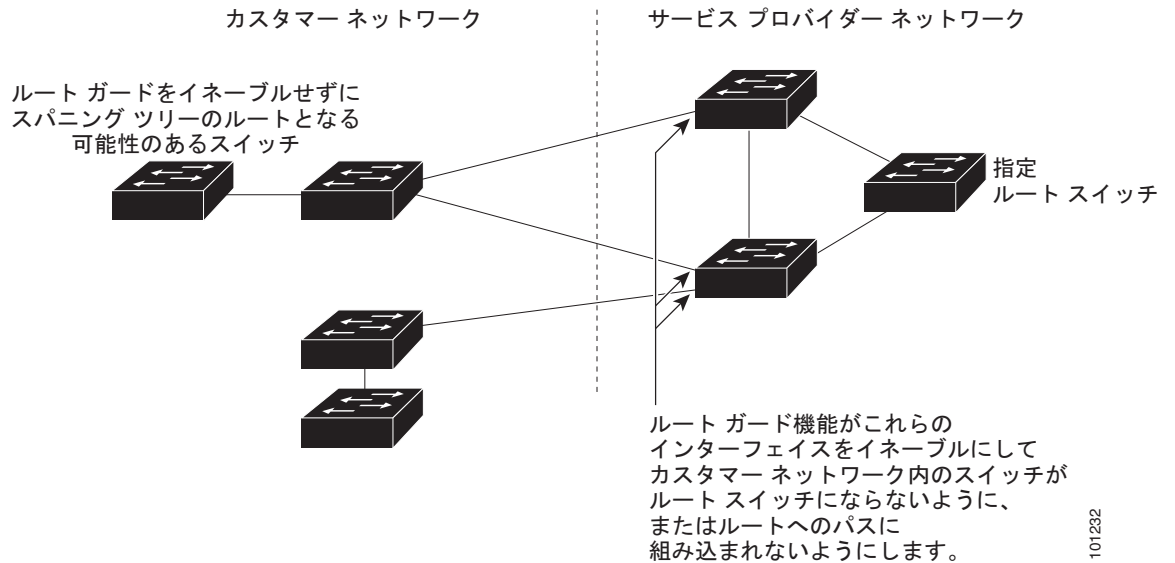 カスタマー ネットワーク
サービス プロバイダー ネットワーク
ルート ガードをイネーブルせずに
スパニング ツリーのルートとなる
可能性のあるスイッチ
指定
ルート スイッチ
ルート ガード機能がこれらの
インターフェイスをイネーブルにして
カスタマー ネットワーク内のスイッチが
ルート スイッチにならないように、
またはルートへのパスに
組み込まれないようにします。
101232